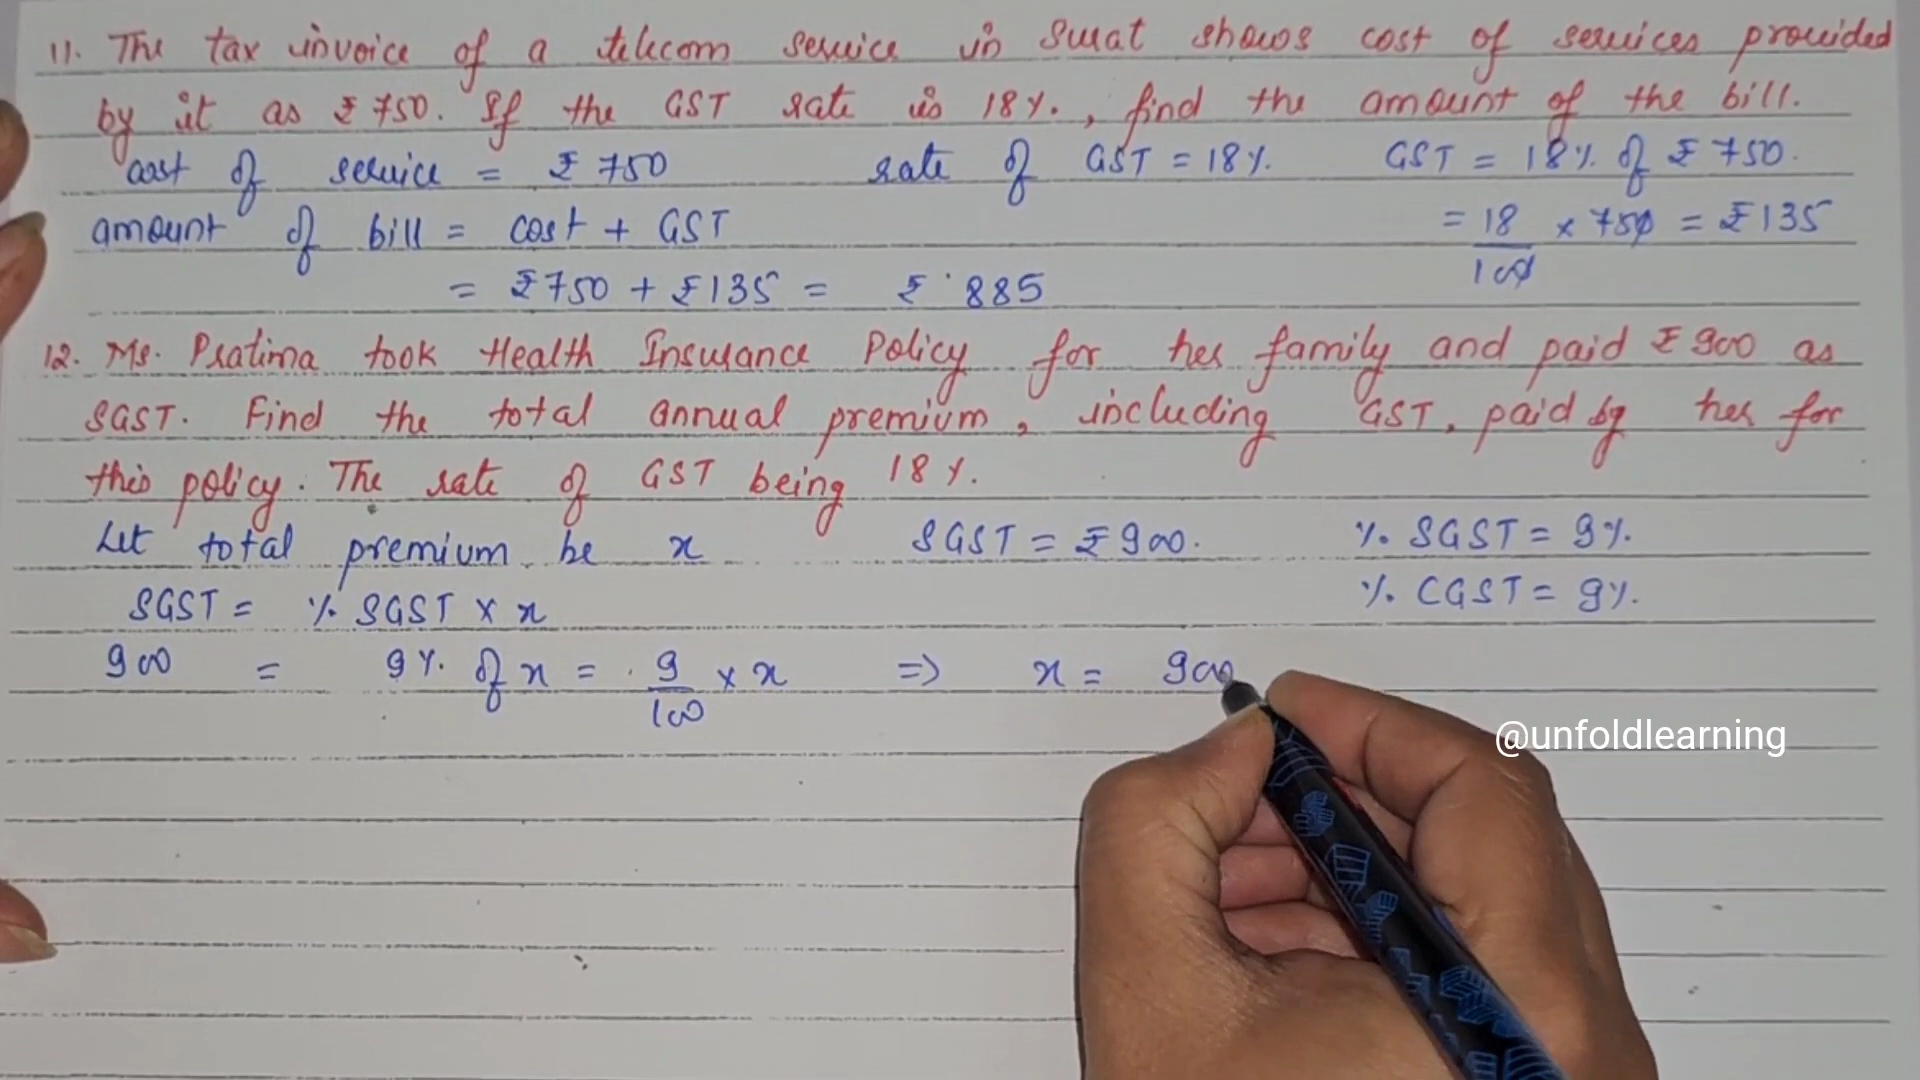 11. The tax invoice of a telecom service in Surat shows cost of services provided
by it as ₹ 750. If the GST rate is 18%., find the amount of the bill.
cost of service = ₹ 750 rate of GST = 18%. GST = 18%. of ₹ 750.
amount of bill = cost + GST = 18/100 × 750 = ₹ 135
= ₹ 750 + ₹ 135 = ₹ 885
12. Ms. Pratima took Health Insurance Policy for her family and paid ₹ 900 as
SGST. Find the total annual premium, including GST, paid by her for
this policy. The rate of GST being 18%.
Let total premium be x SGST = ₹ 900. %. SGST = 9%.
SGST = %. SGST × x %. CGST = 9%.
900 = 9%. of x = 9/100 × x => x = 900
@unfoldlearning